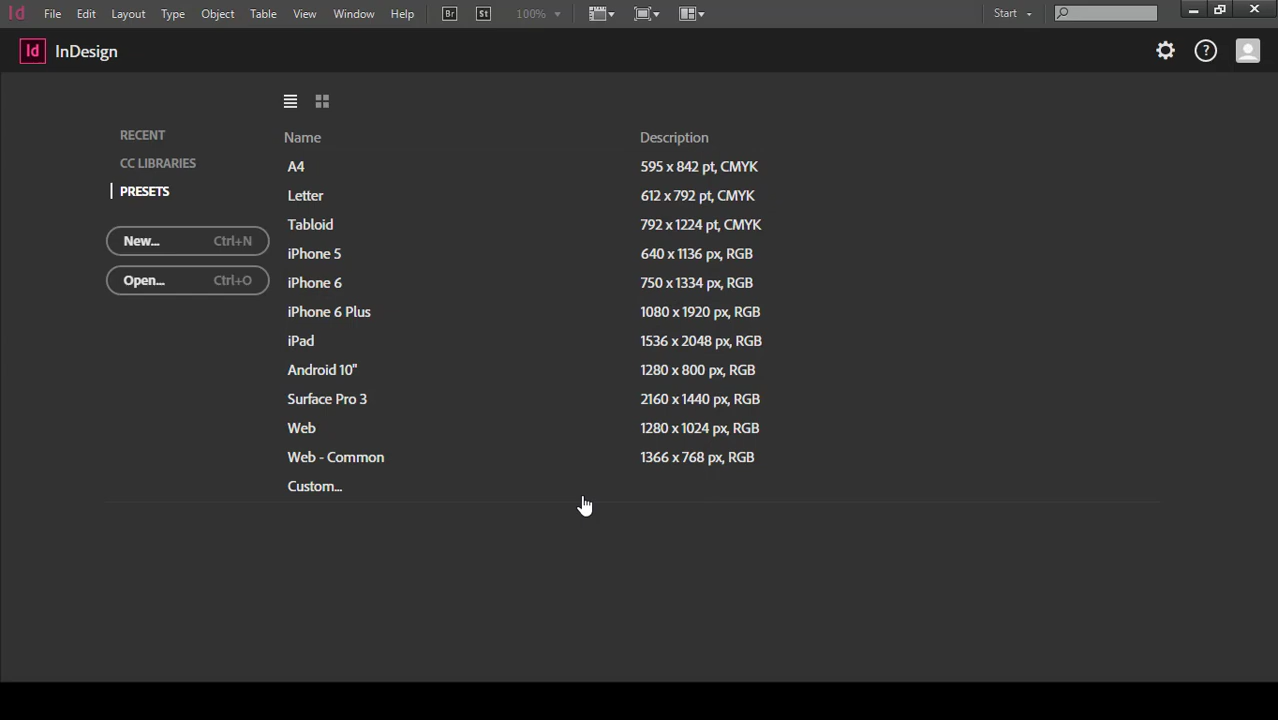 Id File Edit Layout Type Object Table View Window Help Br St 100% Start
Id InDesign ?
RECENT
CC LIBRARIES
PRESETS
New... Ctrl+N
Open... Ctrl+O
Name Description
A4 595 x 842 pt, CMYK
Letter 612 x 792 pt, CMYK
Tabloid 792 x 1224 pt, CMYK
iPhone 5 640 x 1136 px, RGB
iPhone 6 750 x 1334 px, RGB
iPhone 6 Plus 1080 x 1920 px, RGB
iPad 1536 x 2048 px, RGB
Android 10" 1280 x 800 px, RGB
Surface Pro 3 2160 x 1440 px, RGB
Web 1280 x 1024 px, RGB
Web - Common 1366 x 768 px, RGB
Custom...